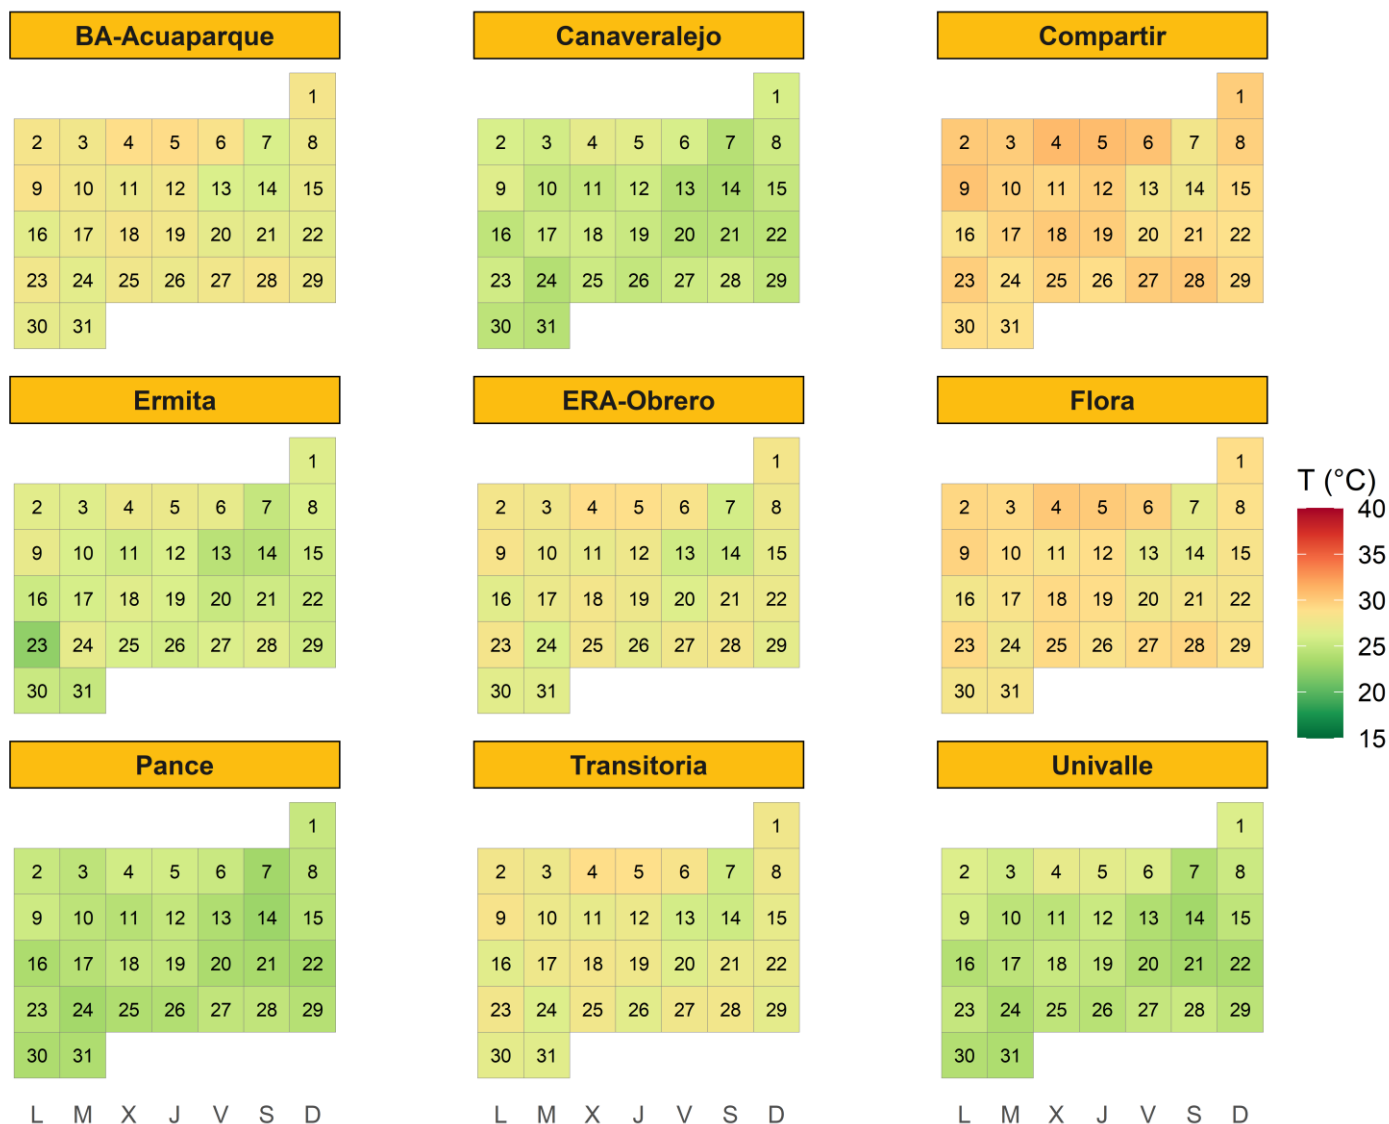 BA-Acuaparque
Canaveralejo
Compartir
1
1
1
2 3 4 5 6 7 8
2 3 4 5 6 7 8
2 3 4 5 6 7 8
9 10 11 12 13 14 15
9 10 11 12 13 14 15
9 10 11 12 13 14 15
16 17 18 19 20 21 22
16 17 18 19 20 21 22
16 17 18 19 20 21 22
23 24 25 26 27 28 29
23 24 25 26 27 28 29
23 24 25 26 27 28 29
30 31
30 31
30 31
Ermita
ERA-Obrero
Flora
1
1
1
2 3 4 5 6 7 8
2 3 4 5 6 7 8
2 3 4 5 6 7 8
9 10 11 12 13 14 15
9 10 11 12 13 14 15
9 10 11 12 13 14 15
16 17 18 19 20 21 22
16 17 18 19 20 21 22
16 17 18 19 20 21 22
23 24 25 26 27 28 29
23 24 25 26 27 28 29
23 24 25 26 27 28 29
30 31
30 31
30 31
T (°C)
40
35
30
25
20
15
Pance
Transitoria
Univalle
1
1
1
2 3 4 5 6 7 8
2 3 4 5 6 7 8
2 3 4 5 6 7 8
9 10 11 12 13 14 15
9 10 11 12 13 14 15
9 10 11 12 13 14 15
16 17 18 19 20 21 22
16 17 18 19 20 21 22
16 17 18 19 20 21 22
23 24 25 26 27 28 29
23 24 25 26 27 28 29
23 24 25 26 27 28 29
30 31
30 31
30 31
L M X J V S D
L M X J V S D
L M X J V S D